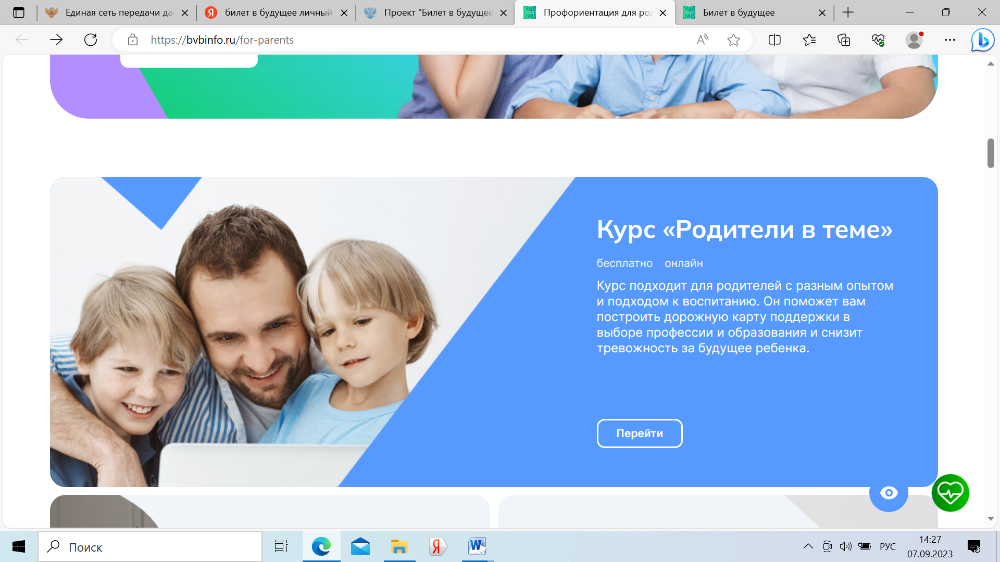 Единая сеть передачи да
билет в будущее личный
Проект "Билет в будущее
Профориентация для ро
Билет в будущее
https://bvbinfo.ru/for-parents
Курс «Родители в теме»
бесплатно онлайн
Курс подходит для родителей с разным опытом
и подходом к воспитанию. Он поможет вам
построить дорожную карту поддержки в
выборе профессии и образования и снизит
тревожность за будущее ребенка.
Перейти
Поиск
РУС
14:27
07.09.2023